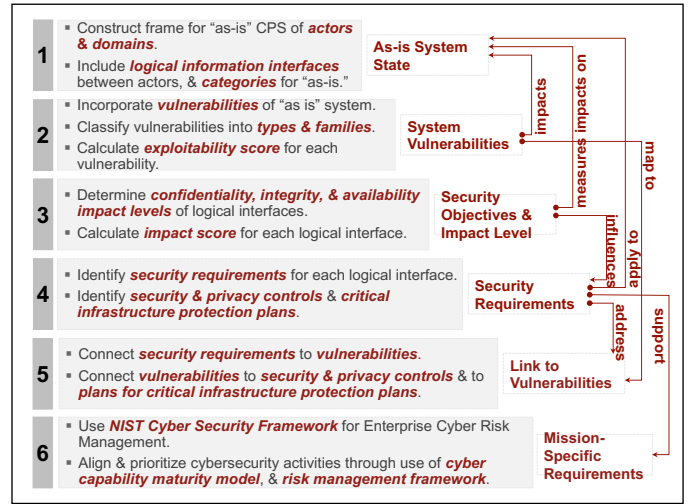 1
▪ Construct frame for “as-is” CPS of actors
& domains.
▪ Include logical information interfaces
between actors, & categories for “as-is.”
As-is System
State
2
▪ Incorporate vulnerabilities of “as is” system.
▪ Classify vulnerabilities into types & families.
▪ Calculate exploitability score for each
vulnerability.
System
Vulnerabilities
3
▪ Determine confidentiality, integrity, & availability
impact levels of logical interfaces.
▪ Calculate impact score for each logical interface.
Security
Objectives &
Impact Level
4
▪ Identify security requirements for each logical interface.
▪ Identify security & privacy controls & critical
infrastructure protection plans.
Security
Requirements
5
▪ Connect security requirements to vulnerabilities.
▪ Connect vulnerabilities to security & privacy controls & to
plans for critical infrastructure protection plans.
Link to
Vulnerabilities
6
▪ Use NIST Cyber Security Framework for Enterprise Cyber Risk
Management.
▪ Align & prioritize cybersecurity activities through use of cyber
capability maturity model, & risk management framework.
Mission-
Specific
Requirements
impacts
measures impacts on
map to
influences
apply to
address
support